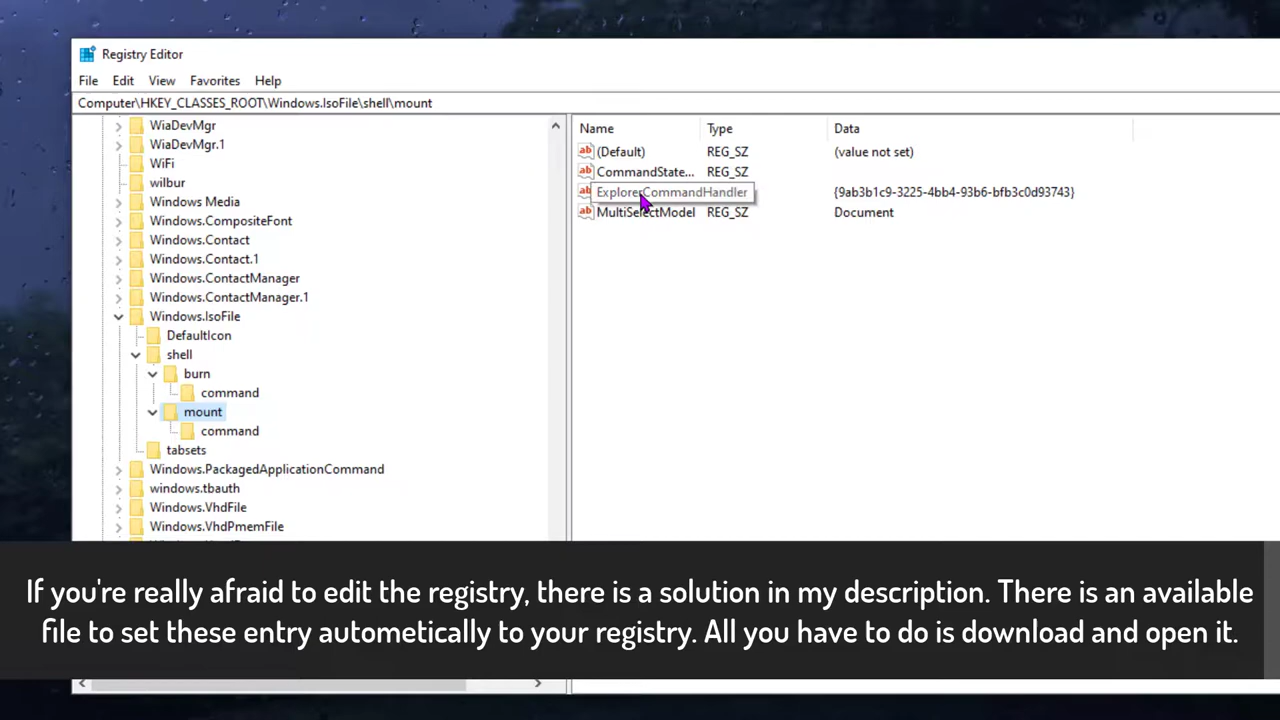 Registry Editor
File Edit View Favorites Help
Computer\HKEY_CLASSES_ROOT\Windows.IsoFile\shell\mount
WiaDevMgr
WiaDevMgr.1
WiFi
wilbur
Windows Media
Windows.CompositeFont
Windows.Contact
Windows.Contact.1
Windows.ContactManager
Windows.ContactManager.1
Windows.IsoFile
DefaultIcon
shell
burn
command
mount
command
tabsets
Windows.PackagedApplicationCommand
windows.tbauth
Windows.VhdFile
Windows.VhdPmemFile
Name Type Data
(Default) REG_SZ (value not set)
CommandState... REG_SZ
ExplorerCommandHandler {9ab3b1c9-3225-4bb4-93b6-bfb3c0d93743}
MultiSelectModel REG_SZ Document
If you're really afraid to edit the registry, there is a solution in my description. There is an available
file to set these entry autometically to your registry. All you have to do is download and open it.